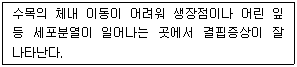 수목의 체내 이동이 어려워 생장점이나 어린 잎
등 세포분열이 일어나는 곳에서 결핍증상이 잘
나타난다.